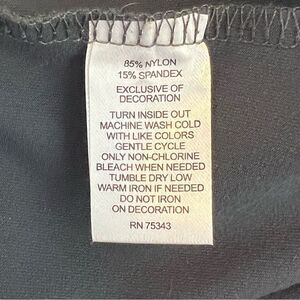 85% NYLON
15% SPANDEX
EXCLUSIVE OF
DECORATION
TURN INSIDE OUT
MACHINE WASH COLD
WITH LIKE COLORS
GENTLE CYCLE
ONLY NON-CHLORINE
BLEACH WHEN NEEDED
TUMBLE DRY LOW
WARM IRON IF NEEDED
DO NOT IRON
ON DECORATION
RN 75343